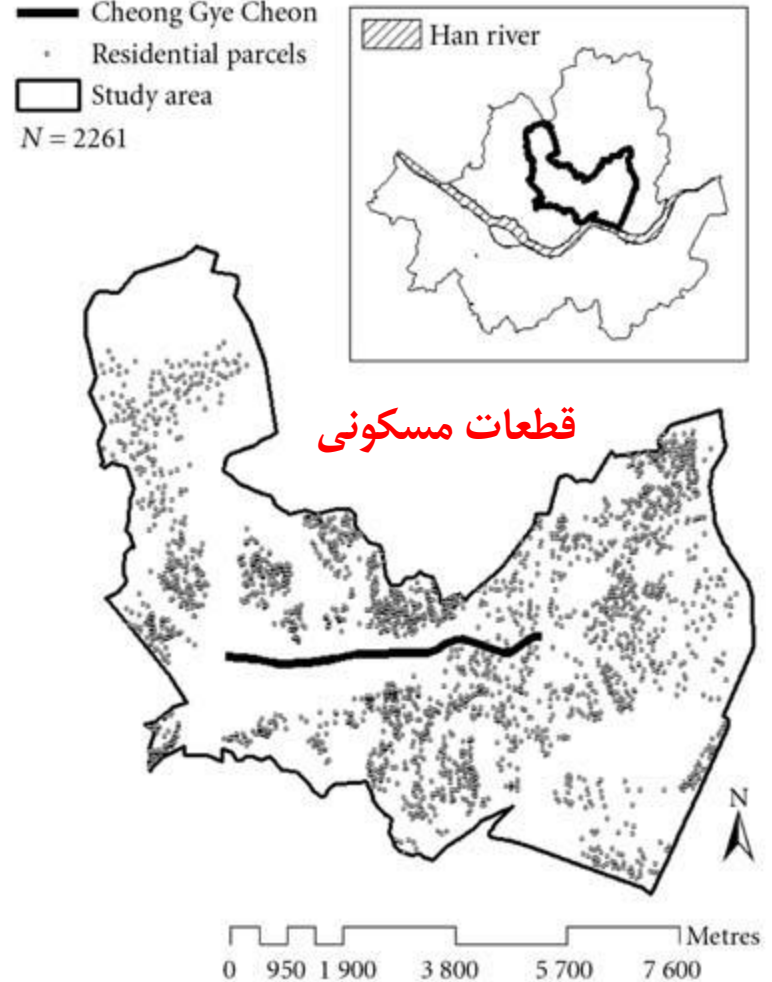 Cheong Gye Cheon
Residential parcels
Study area
N = 2261
Han river
قطعات مسکونی
N
Metres
0 950 1 900 3 800 5 700 7 600